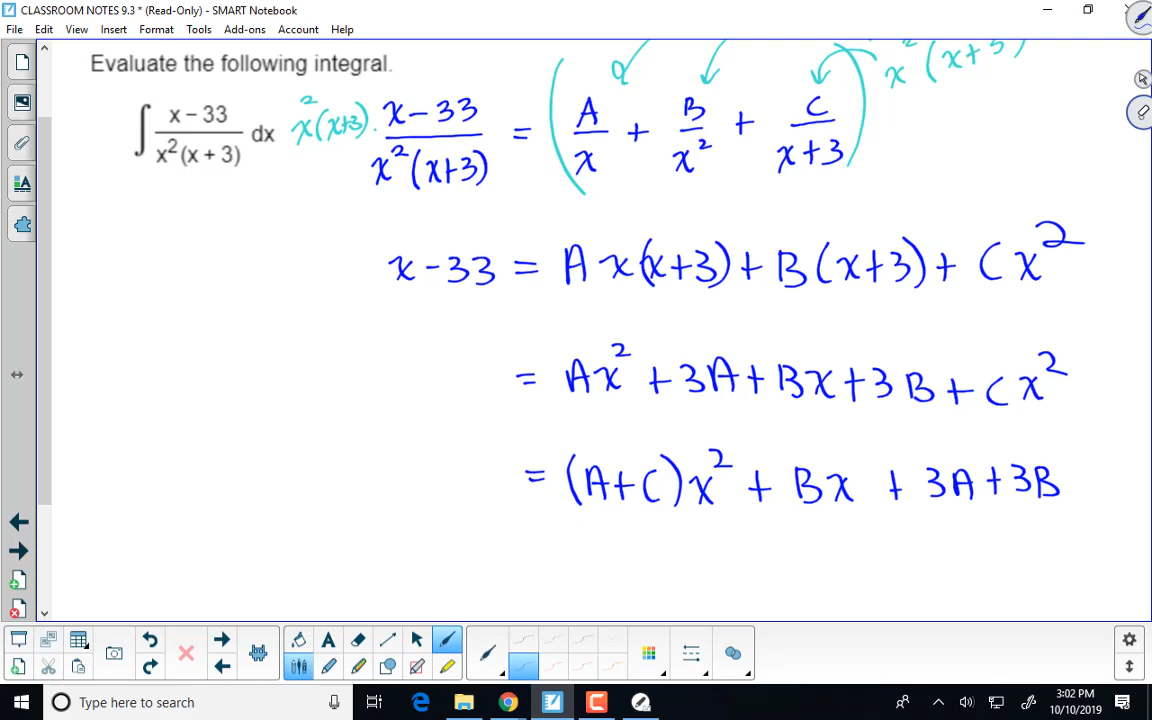 CLASSROOM NOTES 9.3 * (Read-Only) - SMART Notebook
File Edit View Insert Format Tools Add-ons Account Help
Evaluate the following integral.
∫ x – 33 / x²(x + 3) dx
x²(x+3) · x-33 / x²(x+3) = (A/x + B/x² + C/x+3) x²(x+3)
x-33 = Ax(x+3) + B(x+3) + Cx²
= Ax² + 3A + Bx + 3B + Cx²
= (A+C)x² + Bx + 3A + 3B
Type here to search
3:02 PM
10/10/2019